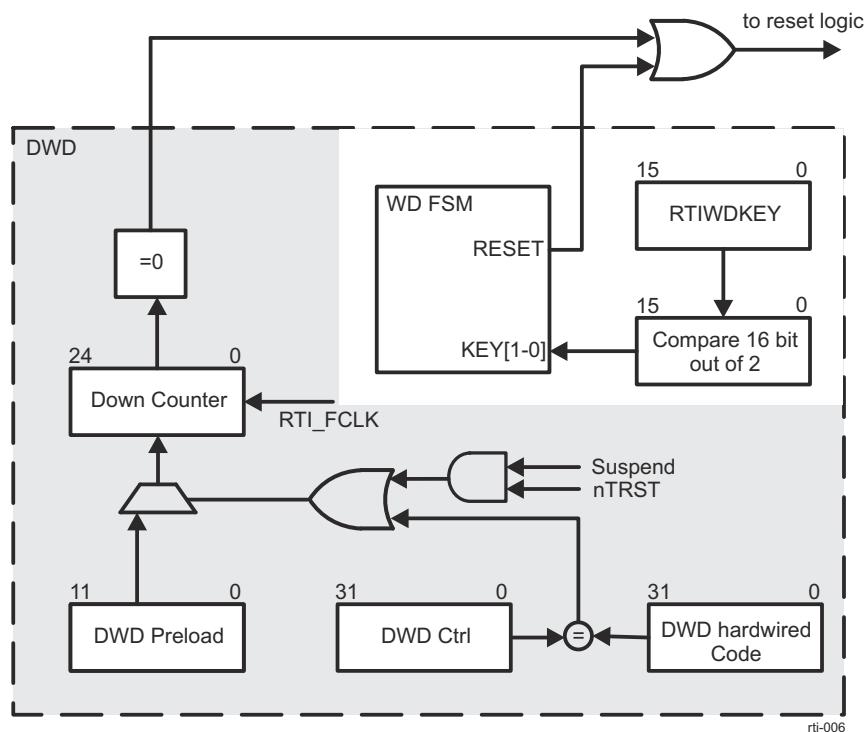 to reset logic
DWD
15 0
WD FSM
RTIWDKEY
RESET
=0
15 0
KEY[1-0]
Compare 16 bit
out of 2
24 0
Down Counter
RTI_FCLK
Suspend
nTRST
11 0
31 0
31 0
DWD Preload
DWD Ctrl
=
DWD hardwired
Code
rti-006